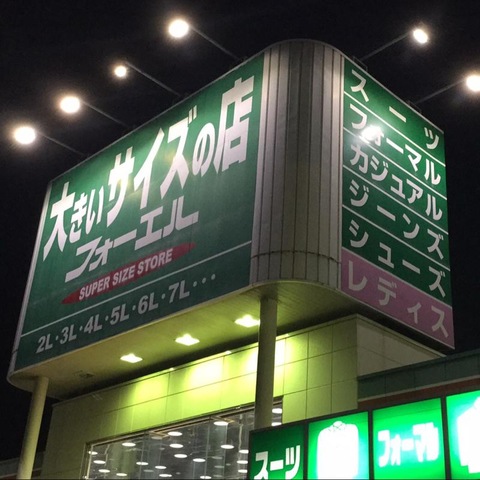 大きいサイズの店
フォーエル
SUPER SIZE STORE
2L・3L・4L・5L・6L・7L・・・
スーツ
フォーマル
カジュアル
ジーンズ
シューズ
レディス
スーツ
フォーマル